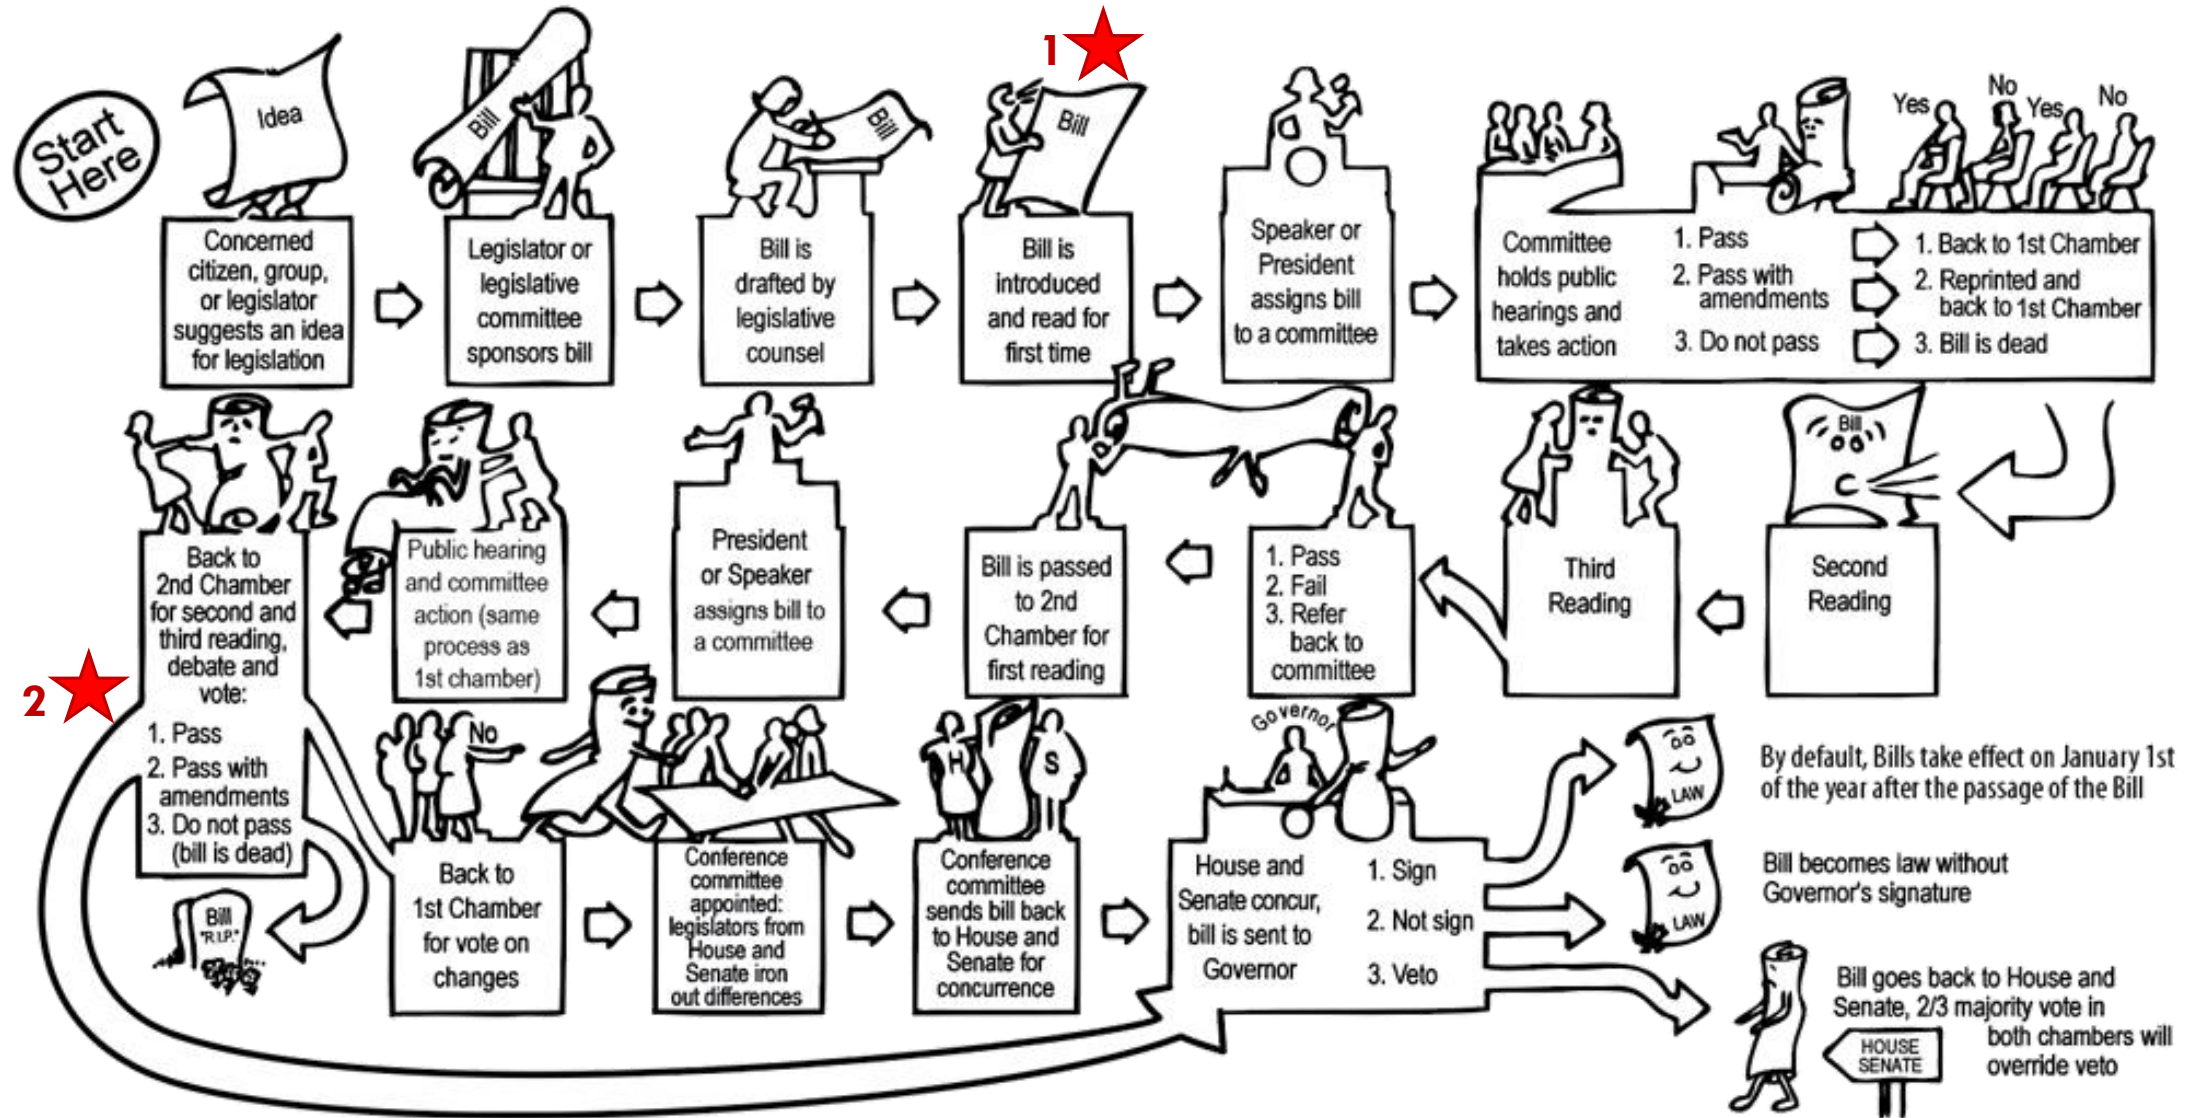 Start
Here
Idea
Concerned
citizen, group,
or legislator
suggests an idea
for legislation
Bill
Legislator or
legislative
committee
sponsors bill
Bill
Bill is
drafted by
legislative
counsel
1
Bill
Bill is
introduced
and read for
first time
Speaker or
President
assigns bill
to a committee
Committee
holds public
hearings and
takes action
1. Pass
2. Pass with
amendments
3. Do not pass
Yes
No
Yes
No
1. Back to 1st Chamber
2. Reprinted and
back to 1st Chamber
3. Bill is dead
Bill
Second
Reading
Third
Reading
1. Pass
2. Fail
3. Refer
back to
committee
Bill is passed
to 2nd
Chamber for
first reading
President
or Speaker
assigns bill to
a committee
Public hearing
and committee
action (same
process as
1st chamber)
Back to
2nd Chamber
for second and
third reading,
debate and
vote:
2
1. Pass
2. Pass with
amendments
3. Do not pass
(bill is dead)
Bill
"R.I.P."
No
Back to
1st Chamber
for vote on
changes
Conference
committee
appointed:
legislators from
House and
Senate iron
out differences
H
S
Conference
committee
sends bill back
to House and
Senate for
concurrence
Governor
House and
Senate concur,
bill is sent to
Governor
1. Sign
2. Not sign
3. Veto
LAW
By default, Bills take effect on January 1st
of the year after the passage of the Bill
LAW
Bill becomes law without
Governor's signature
Bill goes back to House and
Senate, 2/3 majority vote in
both chambers will
override veto
HOUSE
SENATE